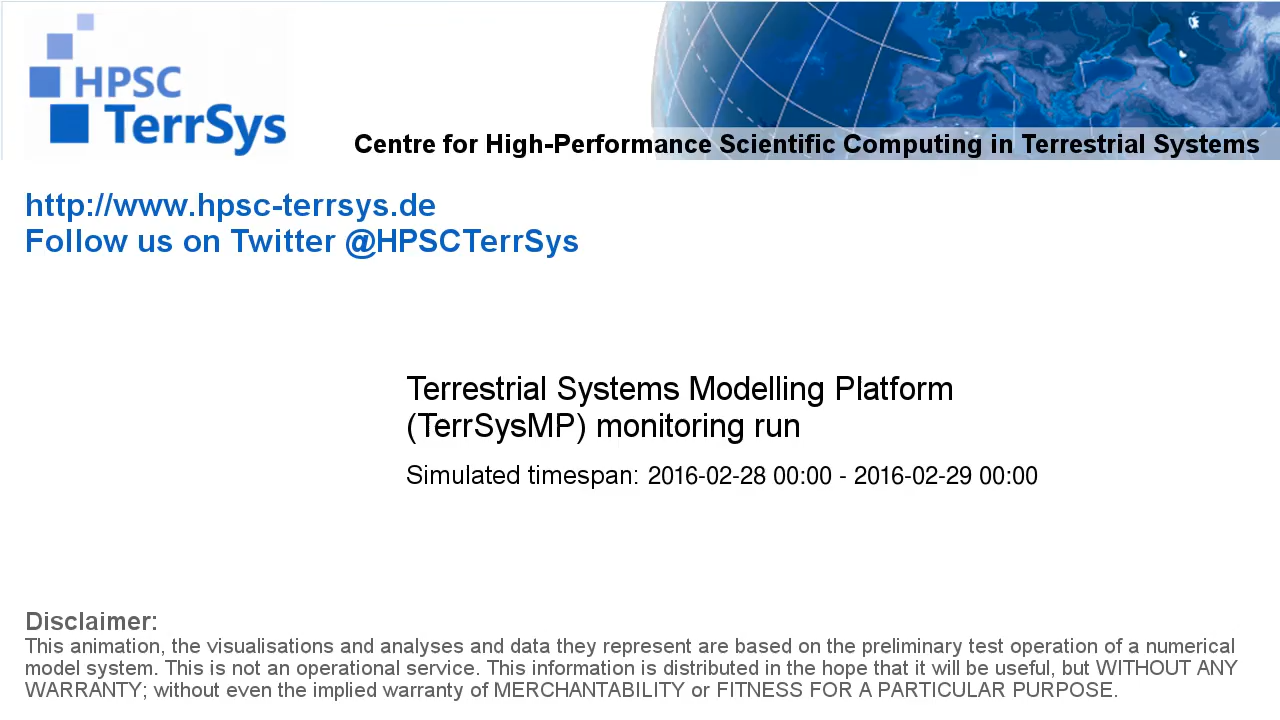 HPSC
TerrSys
Centre for High-Performance Scientific Computing in Terrestrial Systems
http://www.hpsc-terrsys.de
Follow us on Twitter @HPSCTerrSys
Terrestrial Systems Modelling Platform
(TerrSysMP) monitoring run
Simulated timespan: 2016-02-28 00:00 - 2016-02-29 00:00
Disclaimer:
This animation, the visualisations and analyses and data they represent are based on the preliminary test operation of a numerical
model system. This is not an operational service. This information is distributed in the hope that it will be useful, but WITHOUT ANY
WARRANTY; without even the implied warranty of MERCHANTABILITY or FITNESS FOR A PARTICULAR PURPOSE.